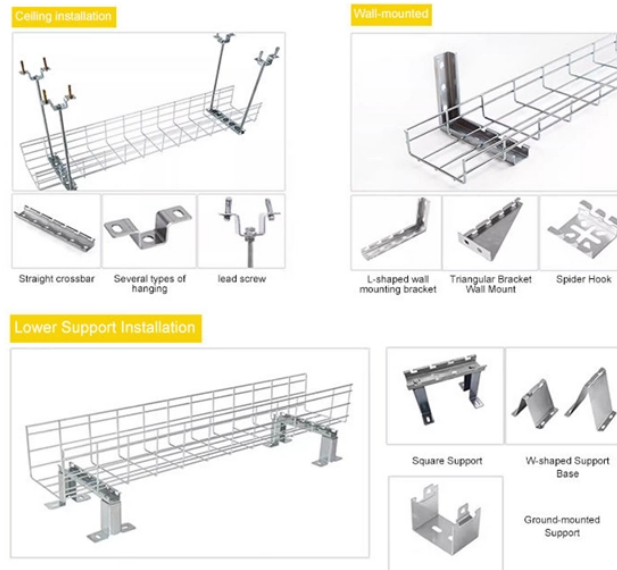 Ceiling installation
Wall-mounted
Straight crossbar
Several types of
hanging
lead screw
L-shaped wall
mounting bracket
Triangular Bracket
Wall Mount
Spider Hook
Lower Support Installation
Square Support
W-shaped Support
Base
Ground-mounted
Support